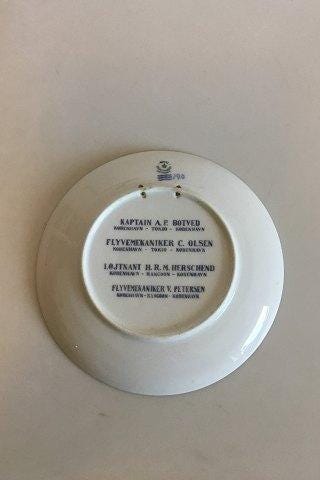 KAPTAIN A. P. BOTVED
KØBENHAVN - TOKIO - KØBENHAVN
FLYVEMEKANIKER C. OLSEN
KØBENHAVN - TOKIO - KØBENHAVN
LØJTNANT H. R. M. HERSCHEND
KØBENHAVN - RANGOON - KØBENHAVN
FLYVEMEKANIKER V. PETERSEN
KØBENHAVN - RANGOON - KØBENHAVN